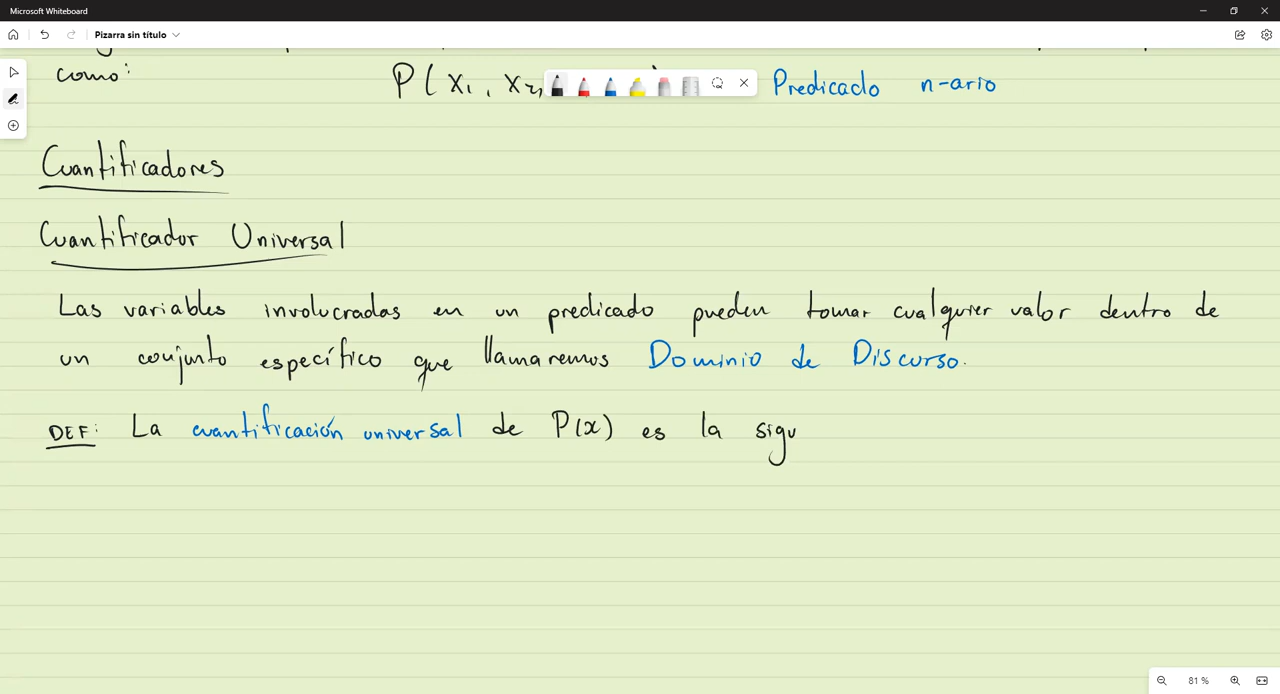 Microsoft Whiteboard
Pizarra sin título
como: P(x₁, x₂, Predicado n-ario
Cuantificadores
Cuantificador Universal
Las variables involucradas en un predicado pueden tomar cualquier valor dentro de
un conjunto específico que llamaremos Dominio de Discurso.
DEF: La cuantificación universal de P(x) es la sigu
81 %